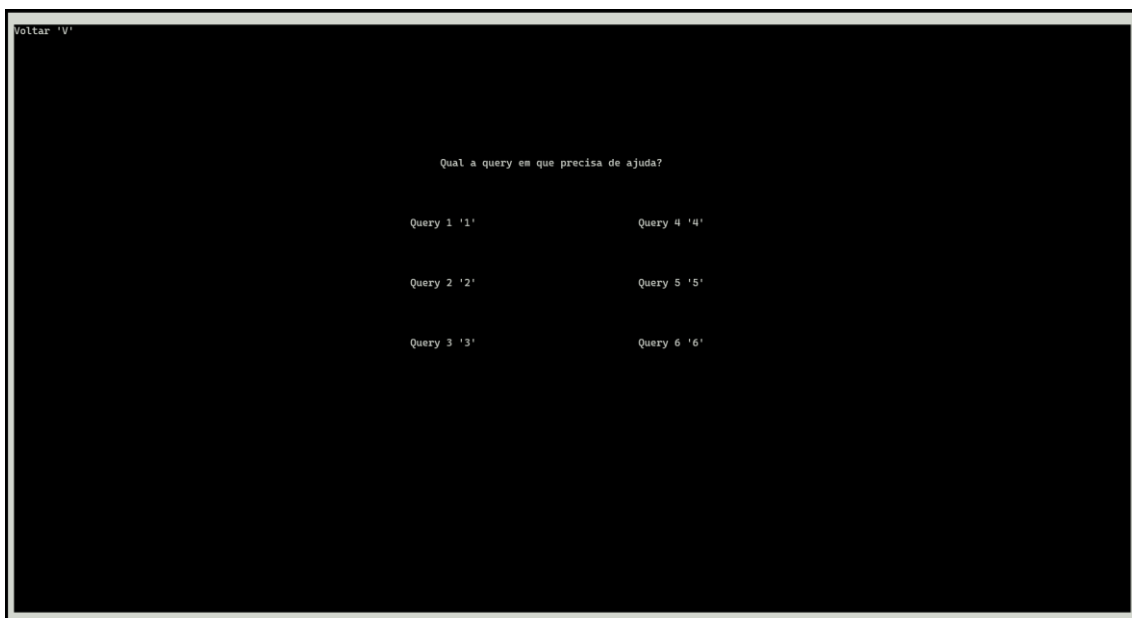 Voltar 'V'
Qual a query em que precisa de ajuda?
Query 1 '1' Query 4 '4'
Query 2 '2' Query 5 '5'
Query 3 '3' Query 6 '6'